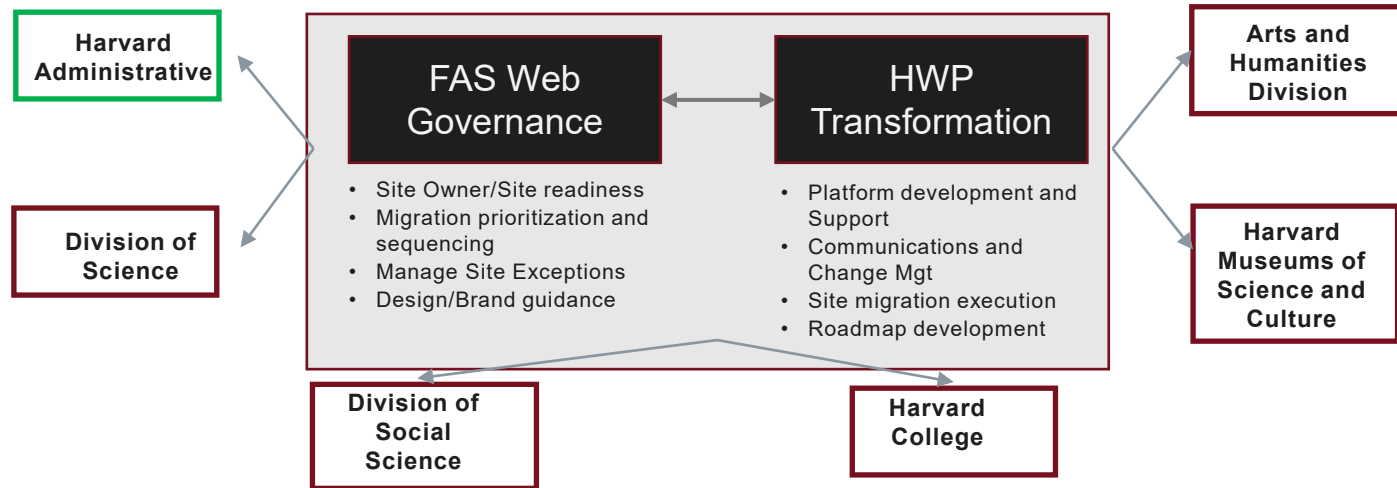 Harvard
Administrative
Division of
Science
FAS Web
Governance
• Site Owner/Site readiness
• Migration prioritization and
sequencing
• Manage Site Exceptions
• Design/Brand guidance
HWP
Transformation
• Platform development and
Support
• Communications and
Change Mgt
• Site migration execution
• Roadmap development
Arts and
Humanities
Division
Harvard
Museums of
Science and
Culture
Division of
Social
Science
Harvard
College